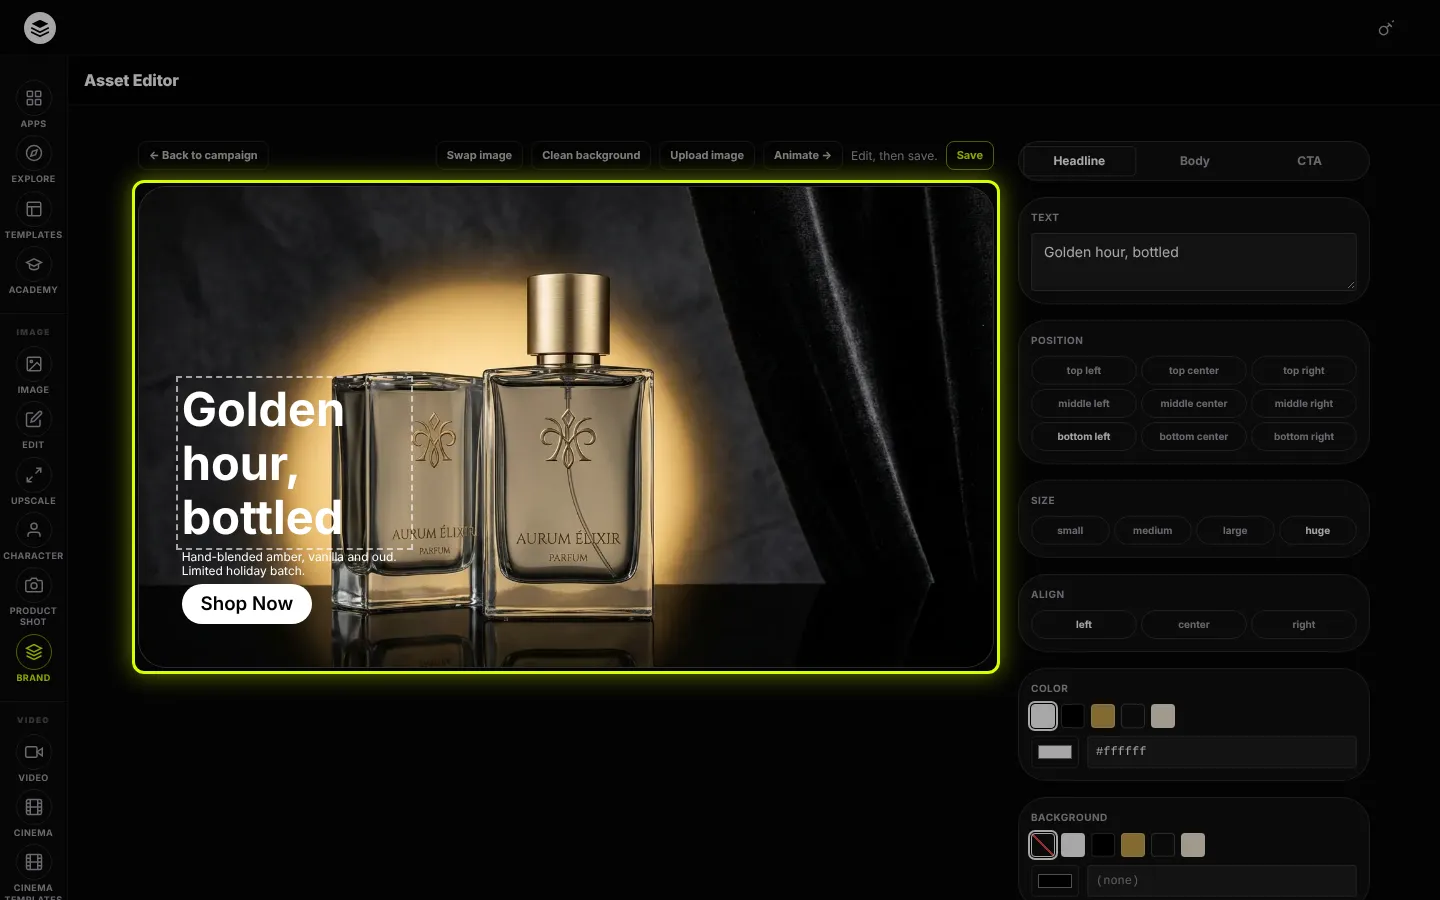 Asset Editor
APPS
EXPLORE
TEMPLATES
ACADEMY
IMAGE
IMAGE
EDIT
UPSCALE
CHARACTER
PRODUCT
SHOT
BRAND
VIDEO
VIDEO
CINEMA
CINEMA
TEMPLATES
← Back to campaign
Swap image
Clean background
Upload image
Animate →
Edit, then save.
Save
Golden
hour,
bottled
Hand-blended amber, vanilla and oud.
Limited holiday batch.
Shop Now
AURUM ÉLIXIR
PARFUM
AURUM ÉLIXIR
PARFUM
Headline
Body
CTA
TEXT
Golden hour, bottled
POSITION
top left
top center
top right
middle left
middle center
middle right
bottom left
bottom center
bottom right
SIZE
small
medium
large
huge
ALIGN
left
center
right
COLOR
#ffffff
BACKGROUND
(none)